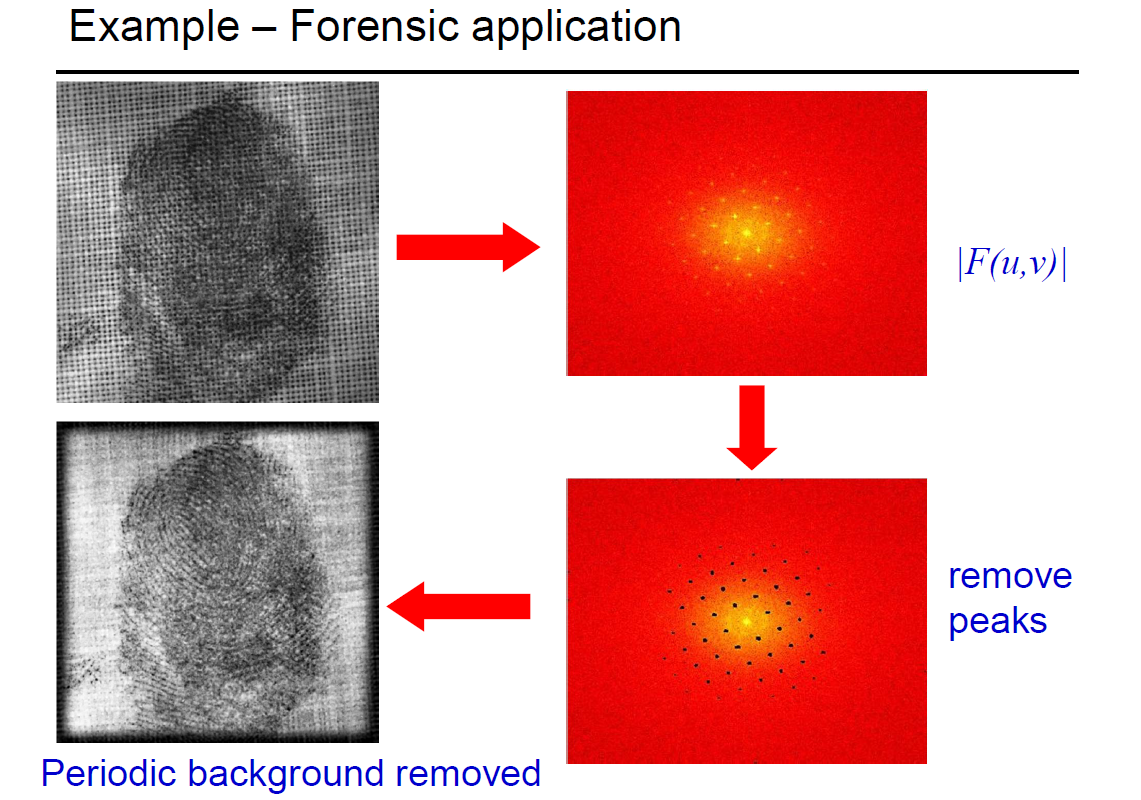 Example – Forensic application
|F(u,v)|
remove
peaks
Periodic background removed